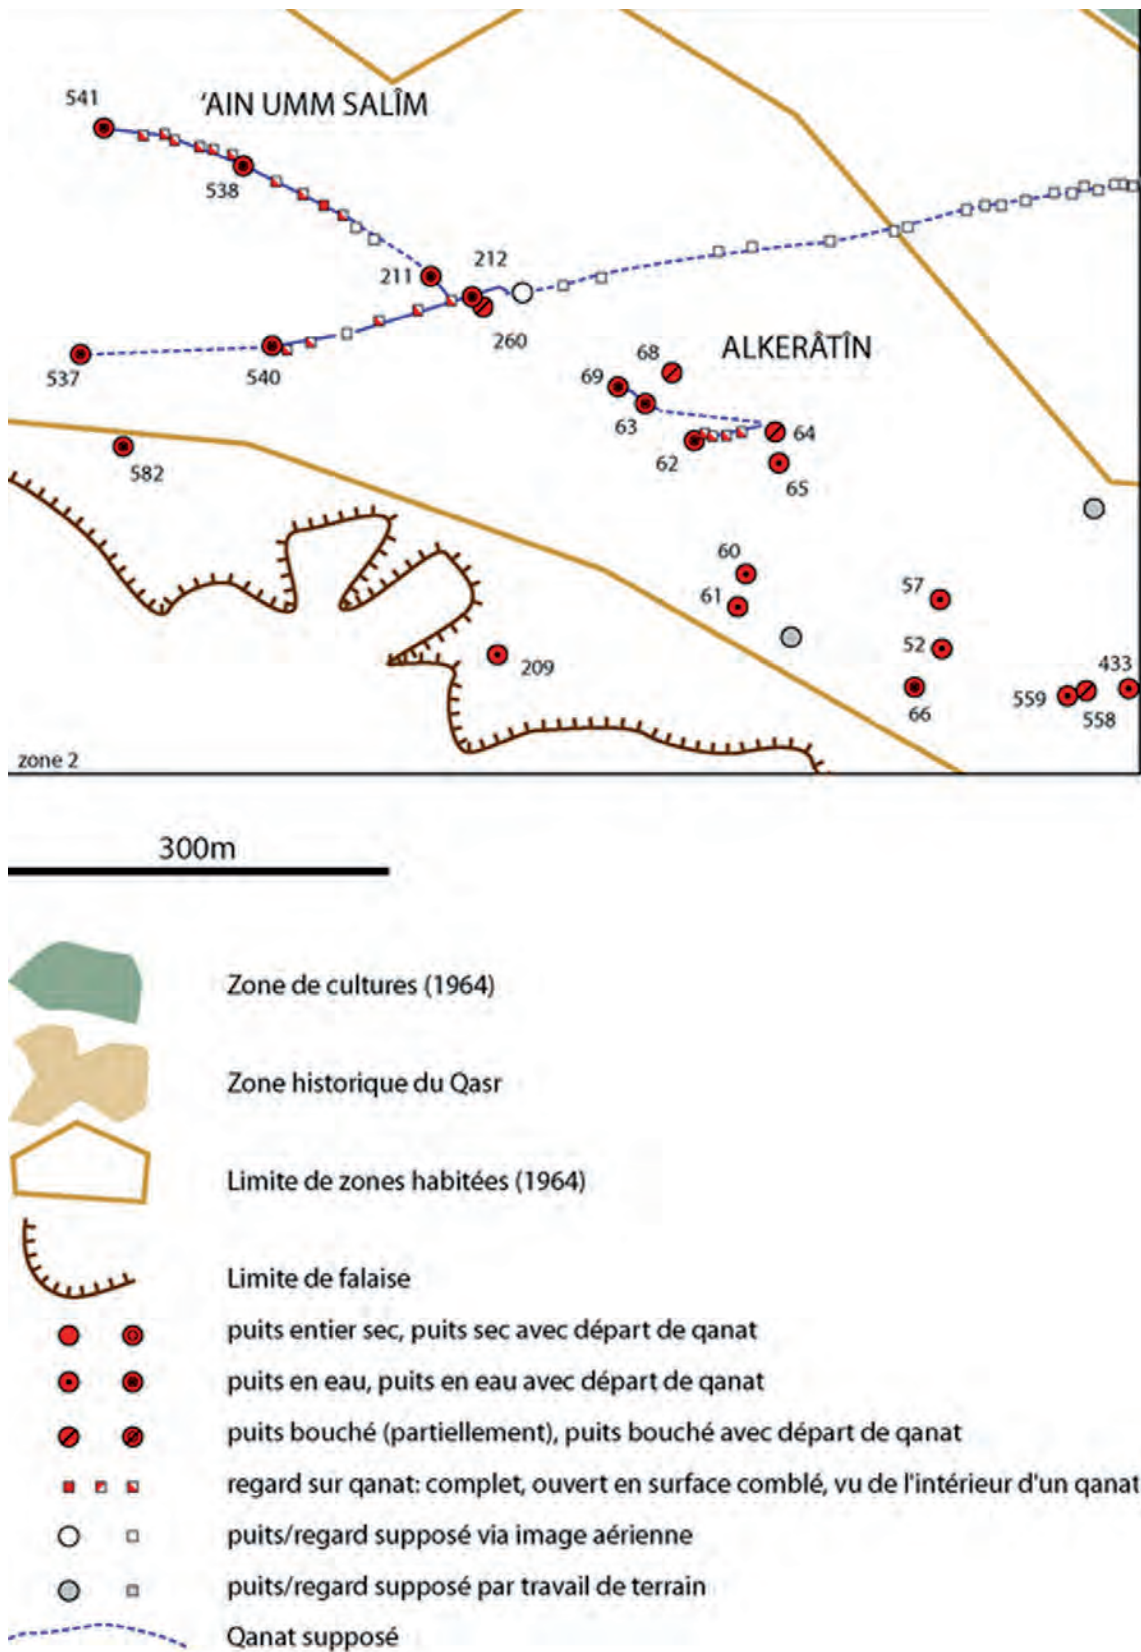 541
'AIN UMM SALÎM
538
212
211
260
ALKERÂTÎN
68
69
537
540
63
64
62
65
582
60
57
61
52
209
433
559
66
558
zone 2
300m
Zone de cultures (1964)
Zone historique du Qasr
Limite de zones habitées (1964)
Limite de falaise
puits entier sec, puits sec avec départ de qanat
puits en eau, puits en eau avec départ de qanat
puits bouché (partiellement), puits bouché avec départ de qanat
regard sur qanat: complet, ouvert en surface comblé, vu de l'intérieur d'un qanat
puits/regard supposé via image aérienne
puits/regard supposé par travail de terrain
Qanat supposé